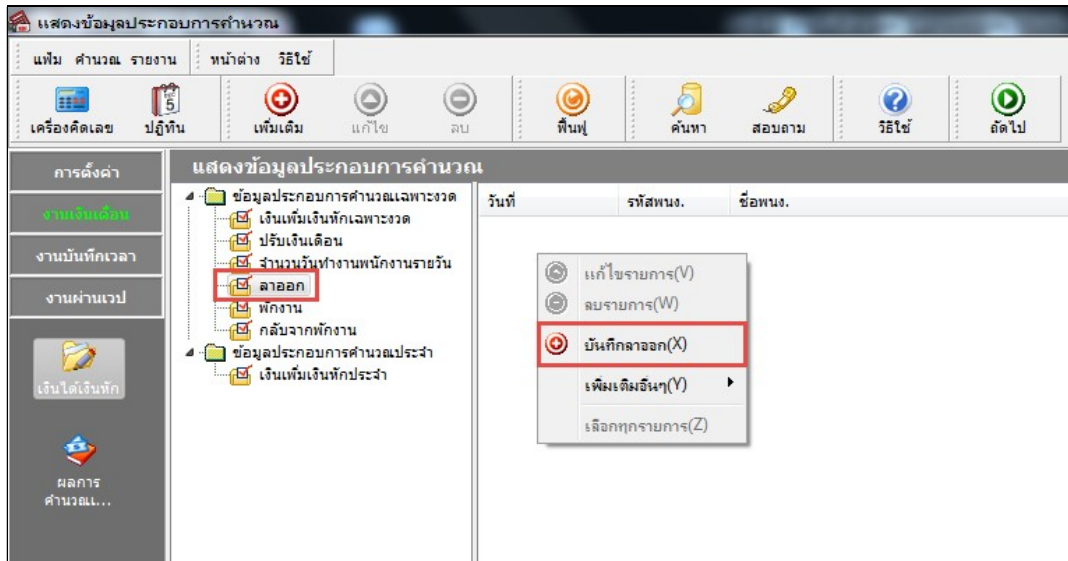 แสดงข้อมูลประกอบการคำนวณ
แฟ้ม คำนวณ รายงาน หน้าต่าง วิธีใช้
เครื่องคิดเลข ปฏิทิน เพิ่มเติม แก้ไข ลบ ฟื้นฟู ค้นหา สอบถาม วิธีใช้ ถัดไป
การตั้งค่า
งานเงินเดือน
งานบันทึกเวลา
งานผ่านเวป
เงินได้เงินหัก
ผลการ
คำนวณเ...
แสดงข้อมูลประกอบการคำนวณ
ข้อมูลประกอบการคำนวณเฉพาะงวด
เงินเพิ่มเงินหักเฉพาะงวด
ปรับเงินเดือน
จำนวนวันทำงานพนักงานรายวัน
ลาออก
พักงาน
กลับจากพักงาน
ข้อมูลประกอบการคำนวณประจำ
เงินเพิ่มเงินหักประจำ
วันที่ รหัสพนง. ชื่อพนง.
แก้ไขรายการ(V)
ลบรายการ(W)
บันทึกลาออก(X)
เพิ่มเติมอื่นๆ(Y)
เลือกทุกรายการ(Z)